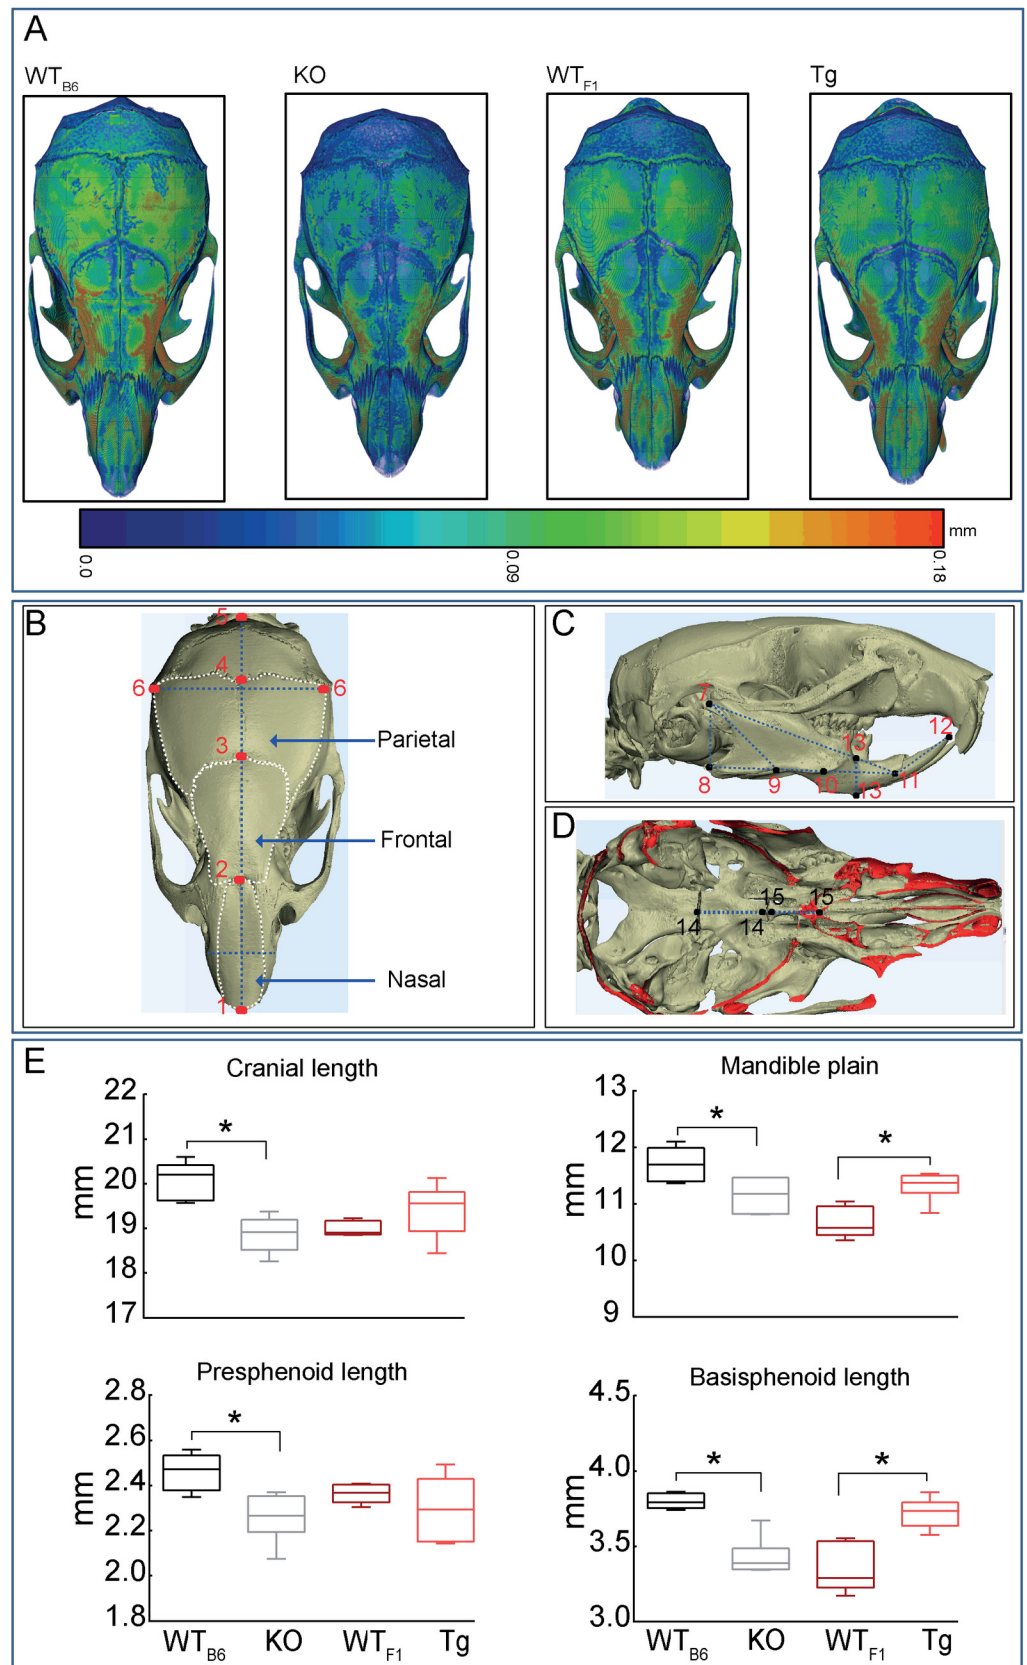 A
WTB6
KO
WTF1
Tg
mm
0.0
0.09
0.18
B
5
4
6
6
3
Parietal
Frontal
2
Nasal
1
C
7
12
13
8
9
10
11
13
D
15
15
14
14
E
Cranial length
22
21
20
19
18
17
mm
*
Mandible plain
13
12
11
10
9
mm
*
*
Presphenoid length
2.8
2.6
2.4
2.2
2.0
1.8
mm
*
WTB6
KO
WTF1
Tg
Basisphenoid length
4.5
4.0
3.5
3.0
mm
*
*
WTB6
KO
WTF1
Tg